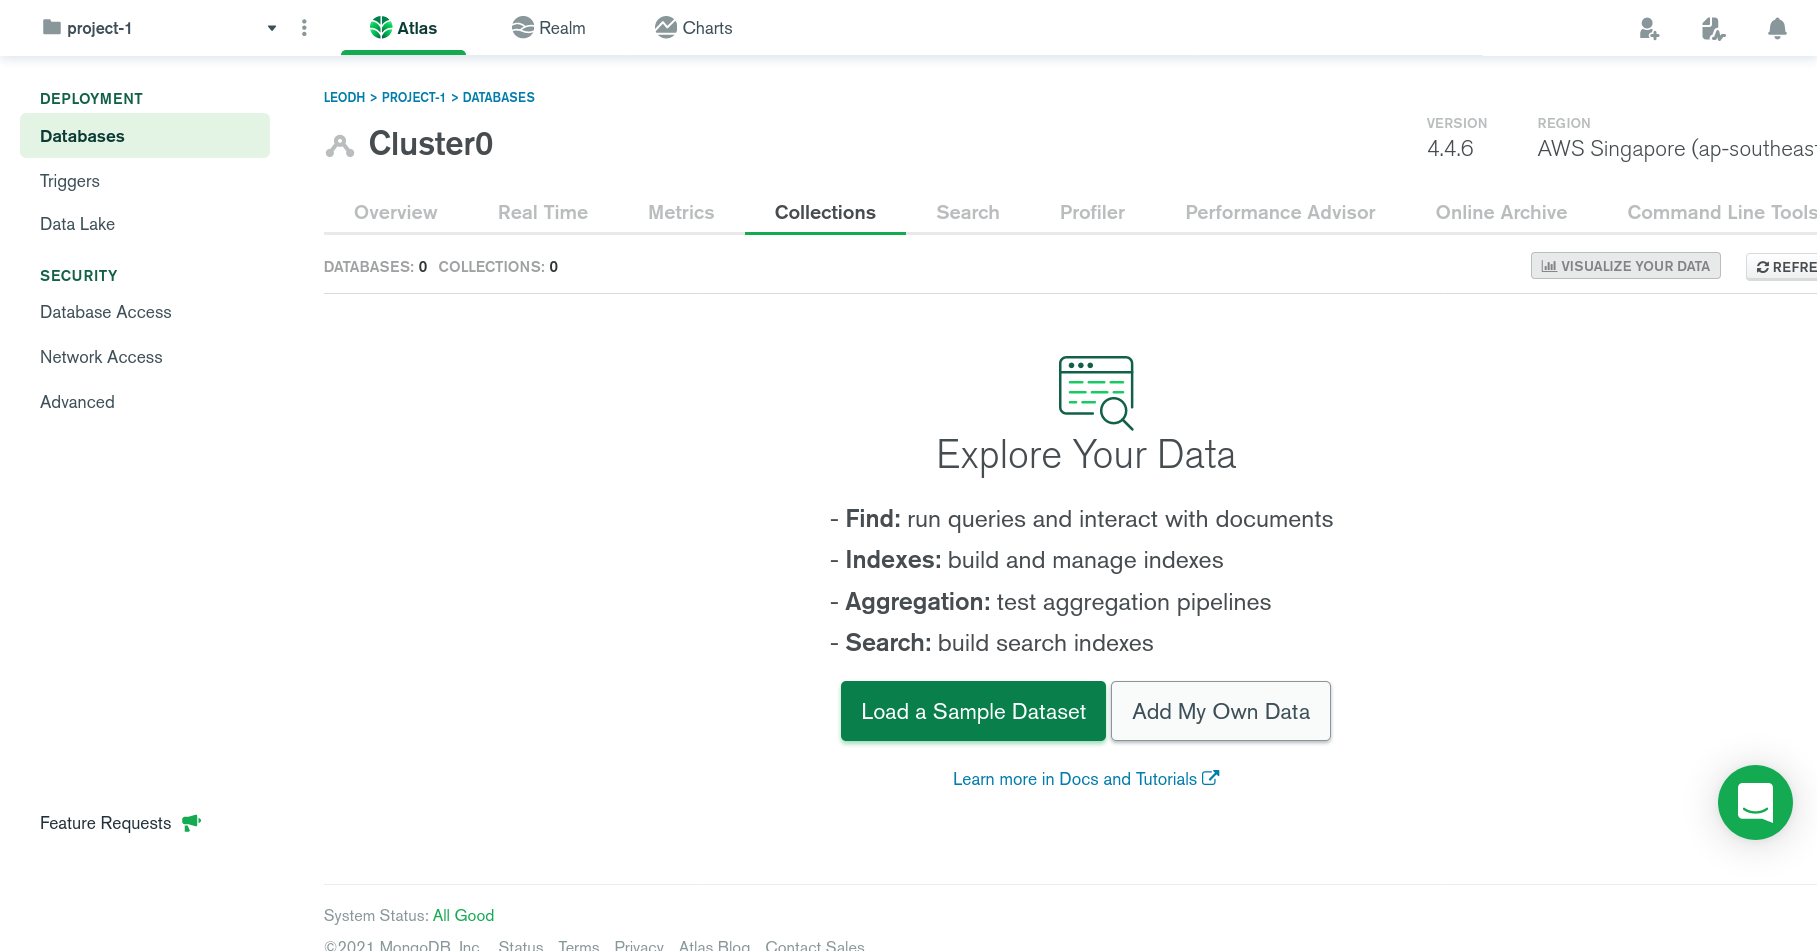 project-1
Atlas
Realm
Charts
DEPLOYMENT
Databases
Triggers
Data Lake
SECURITY
Database Access
Network Access
Advanced
Feature Requests
LEODH > PROJECT-1 > DATABASES
Cluster0
VERSION
4.4.6
REGION
AWS Singapore (ap-southeast
Overview Real Time Metrics Collections Search Profiler Performance Advisor Online Archive Command Line Tools
DATABASES: 0 COLLECTIONS: 0
VISUALIZE YOUR DATA
REFRE
Explore Your Data
- Find: run queries and interact with documents
- Indexes: build and manage indexes
- Aggregation: test aggregation pipelines
- Search: build search indexes
Load a Sample Dataset
Add My Own Data
Learn more in Docs and Tutorials
System Status: All Good
©2021 MongoDB, Inc. Status Terms Privacy Atlas Blog Contact Sales